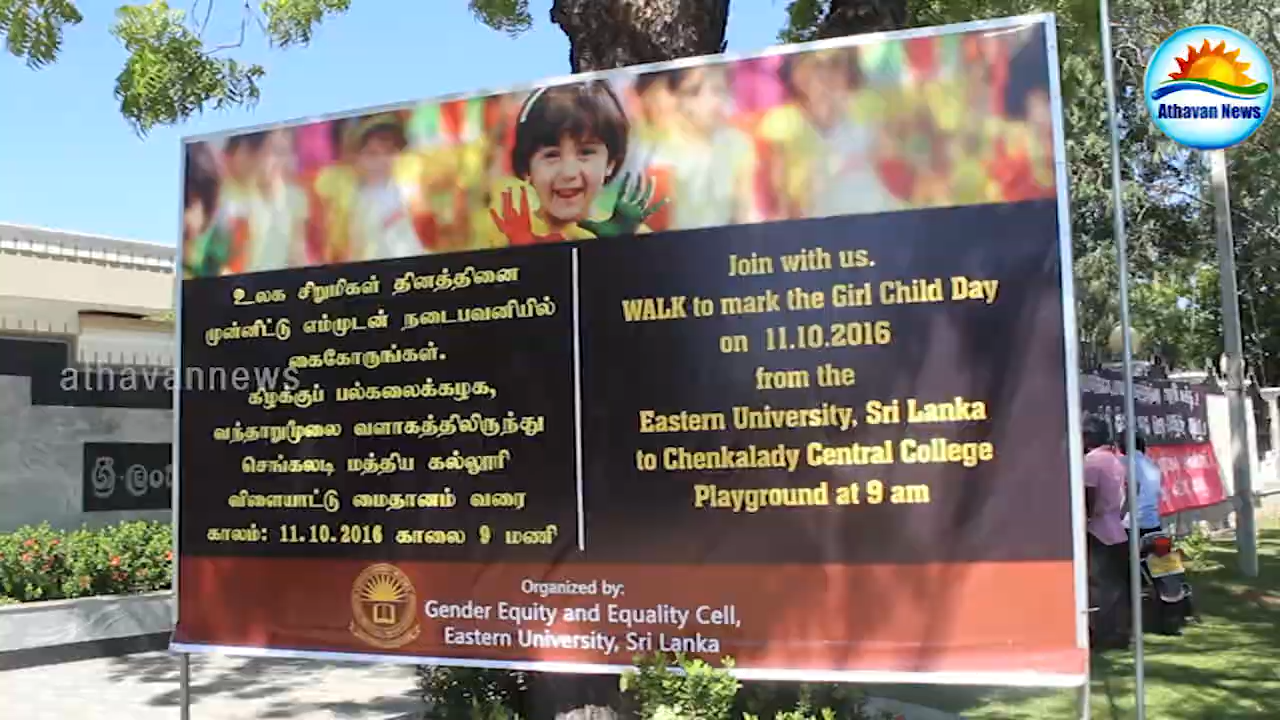 Athavan News
உலக சிறுமிகள் தினத்தினை
முன்னிட்டு எம்முடன் நடைபவனியில்
கைகோருங்கள்.
கிழக்குப் பல்கலைக்கழக,
வந்தாறுமூலை வளாகத்திலிருந்து
செங்கலடி மத்திய கல்லூரி
விளையாட்டு மைதானம் வரை
காலம்: 11.10.2016 காலை 9 மணி
Join with us.
WALK to mark the Girl Child Day
on 11.10.2016
from the
Eastern University, Sri Lanka
to Chenkalady Central College
Playground at 9 am
Organized by:
Gender Equity and Equality Cell,
Eastern University, Sri Lanka
athavannews